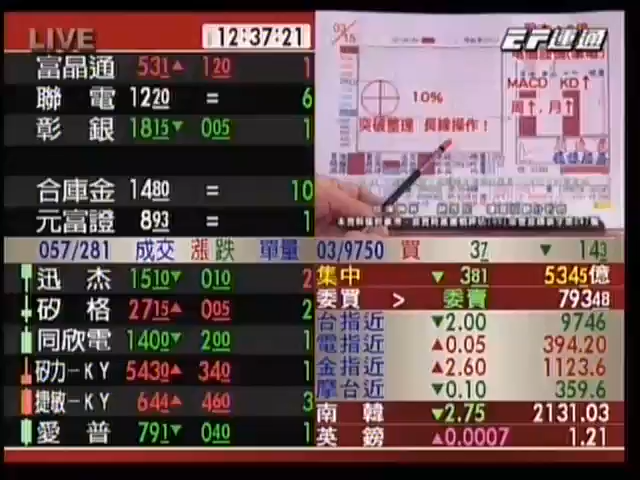 LIVE 12:37:21
富晶通 531▲ 120 1
聯電 1220 = 6
彰銀 1815▼ 005 1
合庫金 1480 = 10
元富證 893 = 1
057/281 成交 漲跌 單量
迅杰 1510▼ 010 2
矽格 2715▲ 005 2
同欣電 1400▼ 200 1
矽力－KY 5430▲ 340 1
捷敏－KY 644▲ 460 3
愛普 791▼ 040 1
03/15
EF運通
MACD KD↑
10% 周↑,月↑
突破整理 長線操作！
03/9750 買 37 ▼ 143
集中 ▼ 381 5345億
委買 > 委賣 79348
台指近 ▼2.00 9746
電指近 ▲0.05 394.20
金指近 ▲2.60 1123.6
摩台近 ▼0.10 359.6
南韓 ▼2.75 2131.03
英鎊 ▲0.0007 1.21